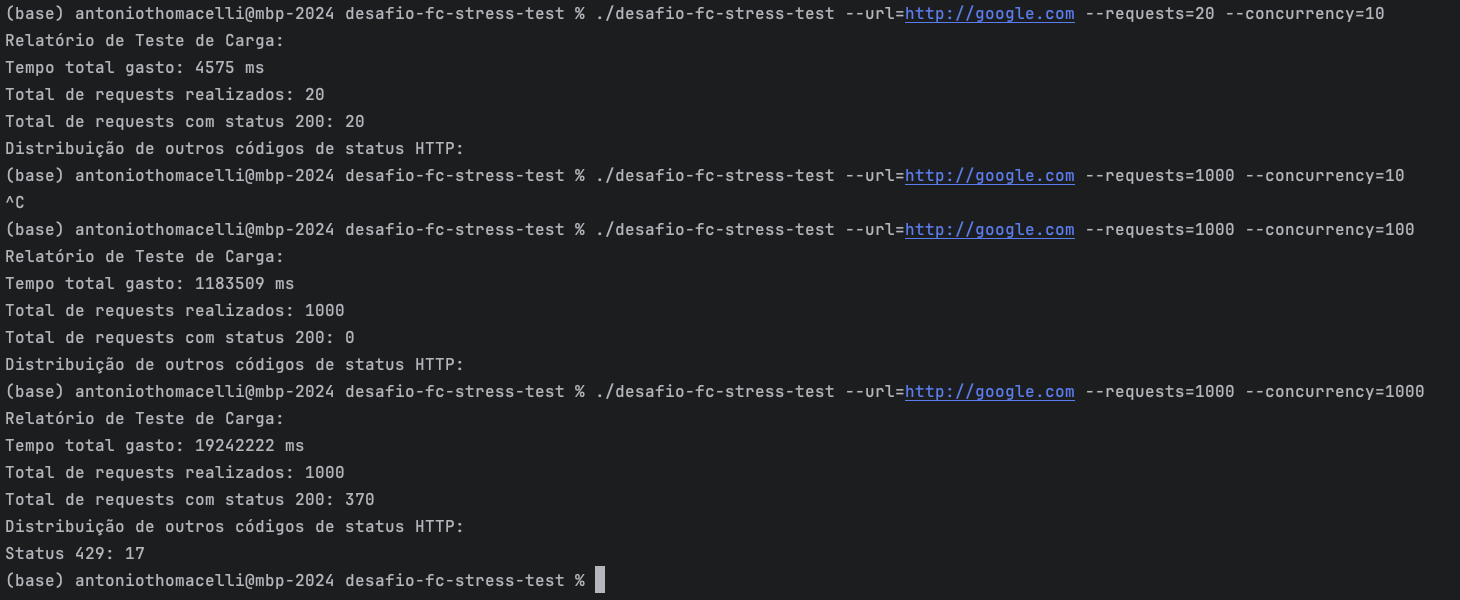 (base) antoniothomacelli@mbp-2024 desafio-fc-stress-test % ./desafio-fc-stress-test --url=http://google.com --requests=20 --concurrency=10
Relatório de Teste de Carga:
Tempo total gasto: 4575 ms
Total de requests realizados: 20
Total de requests com status 200: 20
Distribuição de outros códigos de status HTTP:
(base) antoniothomacelli@mbp-2024 desafio-fc-stress-test % ./desafio-fc-stress-test --url=http://google.com --requests=1000 --concurrency=10
^C
(base) antoniothomacelli@mbp-2024 desafio-fc-stress-test % ./desafio-fc-stress-test --url=http://google.com --requests=1000 --concurrency=100
Relatório de Teste de Carga:
Tempo total gasto: 1183509 ms
Total de requests realizados: 1000
Total de requests com status 200: 0
Distribuição de outros códigos de status HTTP:
(base) antoniothomacelli@mbp-2024 desafio-fc-stress-test % ./desafio-fc-stress-test --url=http://google.com --requests=1000 --concurrency=1000
Relatório de Teste de Carga:
Tempo total gasto: 19242222 ms
Total de requests realizados: 1000
Total de requests com status 200: 370
Distribuição de outros códigos de status HTTP:
Status 429: 17
(base) antoniothomacelli@mbp-2024 desafio-fc-stress-test %